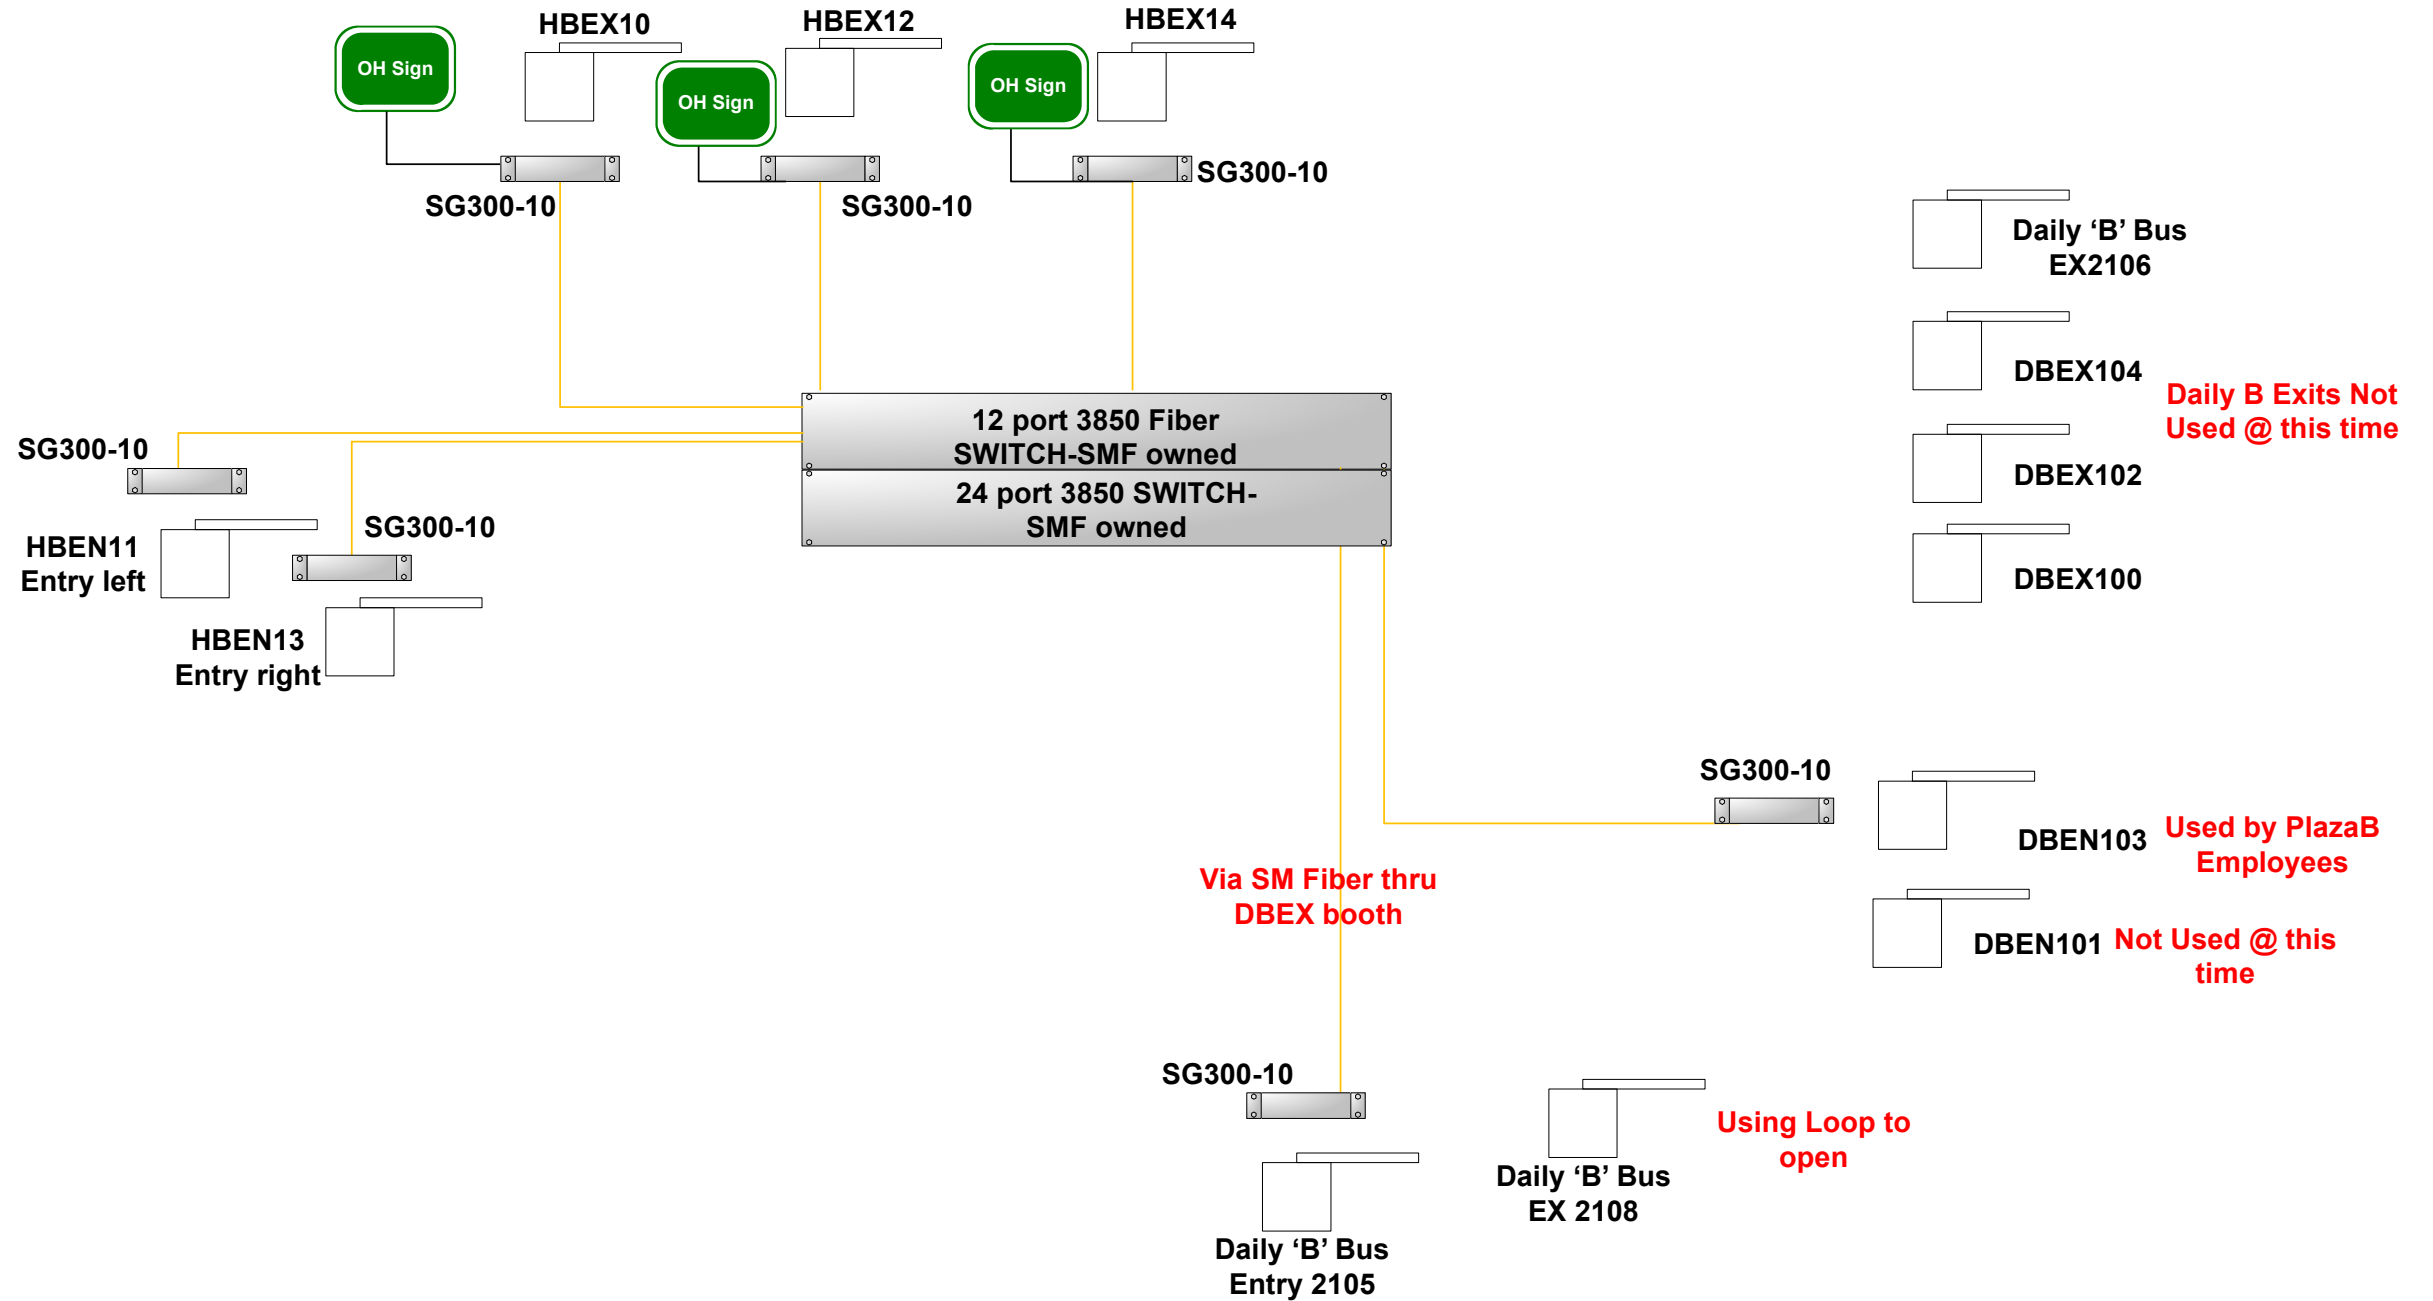 HBEX10
HBEX12
HBEX14
OH Sign
OH Sign
OH Sign
SG300-10
SG300-10
SG300-10
Daily ‘B’ Bus
EX2106
DBEX104
Daily B Exits Not
Used @ this time
DBEX102
DBEX100
12 port 3850 Fiber
SWITCH-SMF owned
24 port 3850 SWITCH-
SMF owned
SG300-10
HBEN11
Entry left
SG300-10
HBEN13
Entry right
SG300-10
DBEN103
Used by PlazaB
Employees
DBEN101
Not Used @ this
time
Via SM Fiber thru
DBEX booth
SG300-10
Daily ‘B’ Bus
Entry 2105
Daily ‘B’ Bus
EX 2108
Using Loop to
open